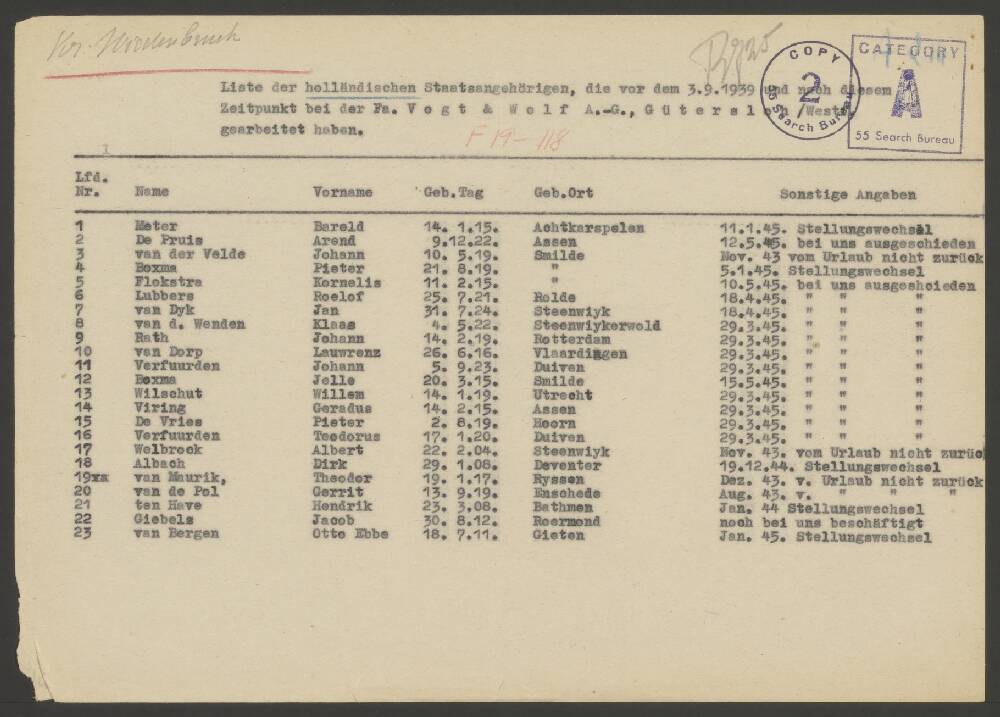 Kr. Wiedenbrück
COPY
2
55 Search Bureau
CATEGORY
A
55 Search Bureau
Liste der holländischen Staatsangehörigen, die vor dem 3.9.1939 und nach diesem
Zeitpunkt bei der Fa. V o g t & W o l f A.-G., G ü t e r s l o h /Westf.
gearbeitet haben.
F 19 - 118
Lfd.
Nr. Name Vorname Geb.Tag Geb.Ort Sonstige Angaben
1 Meter Bareld 14. 1.15. Achtkarspelen 11.1.45. Stellungswechsel
2 De Pruis Arend 9.12.22. Assen 12.5.45. bei uns ausgeschieden
3 van der Velde Johann 10. 5.19. Smilde Nov. 43 vom Urlaub nicht zurück
4 Boxma Pieter 21. 8.19. " 5.1.45. Stellungswechsel
5 Flokstra Kornelis 11. 2.15. " 10.5.45. bei uns ausgeschieden
6 Lubbers Roelof 25. 7.21. Rolde 18.4.45. " " "
7 van Dyk Jan 31. 7.24. Steenwiyk 18.4.45. " " "
8 van d. Wenden Klaas 4. 5.22. Steenwiykerwold 29.3.45. " " "
9 Rath Johann 14. 2.19. Rotterdam 29.3.45. " " "
10 van Dorp Lauwrenz 26. 6.16. Vlaardingen 29.3.45. " " "
11 Verfuurden Johann 5. 9.23. Duiven 29.3.45. " " "
12 Boxma Jelle 20. 3.15. Smilde 15.5.45. " " "
13 Wilschut Willem 14. 1.19. Utrecht 29.3.45. " " "
14 Viring Geradus 14. 2.15. Assen 29.3.45. " " "
15 De Vries Pieter 2. 8.19. Hoorn 29.3.45. " " "
16 Verfuurden Teodorus 17. 1.20. Duiven 29.3.45. " " "
17 Welbrock Albert 22. 2.04. Steenwiyk Nov. 43. vom Urlaub nicht zurüc
18 Albach Dirk 29. 1.08. Deventer 19.12.44. Stellungswechsel
19xa van Maurik, Theodor 19. 1.17. Ryssen Dez. 43. v. Urlaub nicht zurück
20 van de Pol Gerrit 13. 9.19. Enschede Aug. 43. v. " " "
21 ten Have Hendrik 23. 3.08. Bathmen Jan. 44 Stellungswechsel
22 Giebels Jacob 30. 8.12. Roermond noch bei uns beschäftigt
23 van Bergen Otto Ebbe 18. 7.11. Gieten Jan. 45. Stellungswechsel